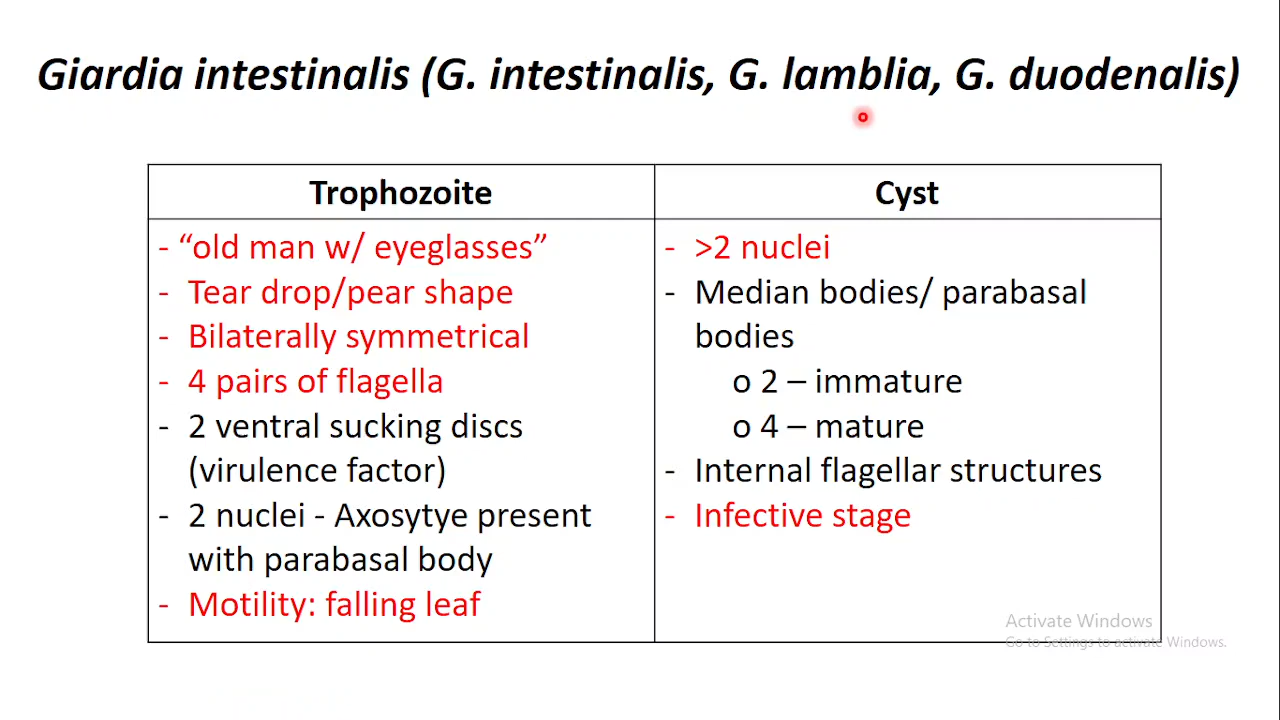 Giardia intestinalis (G. intestinalis, G. lamblia, G. duodenalis)
Trophozoite
- “old man w/ eyeglasses”
- Tear drop/pear shape
- Bilaterally symmetrical
- 4 pairs of flagella
- 2 ventral sucking discs
(virulence factor)
- 2 nuclei - Axosytye present
with parabasal body
- Motility: falling leaf
Cyst
- >2 nuclei
- Median bodies/ parabasal
bodies
o 2 – immature
o 4 – mature
- Internal flagellar structures
- Infective stage
Activate Windows
Go to Settings to activate Windows.